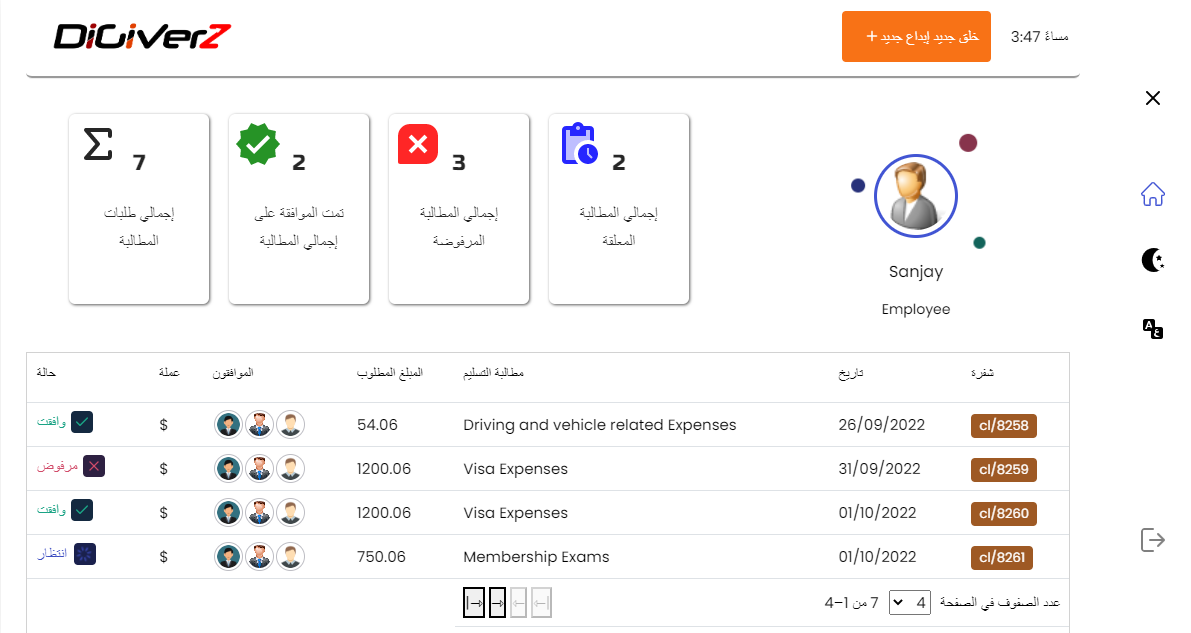 DiGiverZ
خلق جديد إيداع جديد +
3:47 مساءً
7
إجمالي طلبات
المطالبة
2
تمت الموافقة على
إجمالي المطالبة
3
إجمالي المطالبة
المرفوضة
2
إجمالي المطالبة
المعلقة
Sanjay
Employee
شفرة تاريخ مطالبة التسليم المبلغ المطلوب الموافقون عملة حالة
cl/8258 26/09/2022 Driving and vehicle related Expenses 54.06 $ وافقت
cl/8259 31/09/2022 Visa Expenses 1200.06 $ مرفوض
cl/8260 01/10/2022 Visa Expenses 1200.06 $ وافقت
cl/8261 01/10/2022 Membership Exams 750.06 $ انتظار
عدد الصفوف في الصفحة 4 4–1 من 7